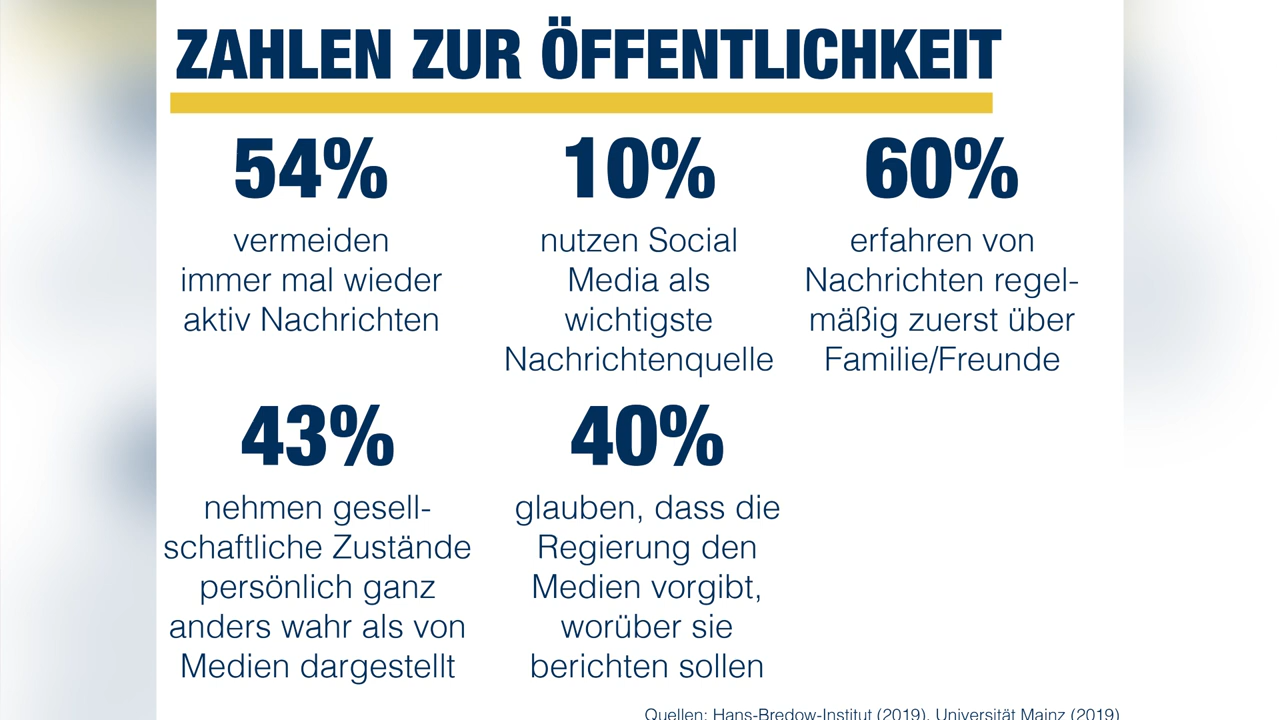 ZAHLEN ZUR ÖFFENTLICHKEIT
54%
vermeiden
immer mal wieder
aktiv Nachrichten
10%
nutzen Social
Media als
wichtigste
Nachrichtenquelle
60%
erfahren von
Nachrichten regel-
mäßig zuerst über
Familie/Freunde
43%
nehmen gesell-
schaftliche Zustände
persönlich ganz
anders wahr als von
Medien dargestellt
40%
glauben, dass die
Regierung den
Medien vorgibt,
worüber sie
berichten sollen
Quellen: Hans-Bredow-Institut (2019), Universität Mainz (2019)